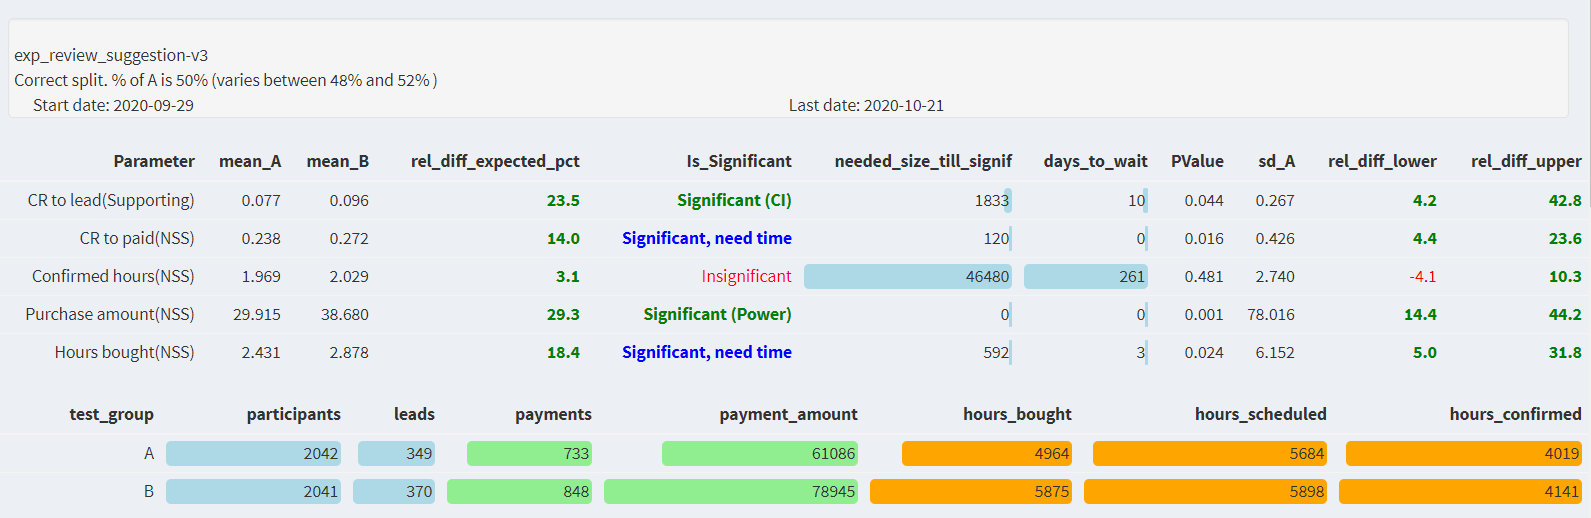 exp_review_suggestion-v3
Correct split. % of A is 50% (varies between 48% and 52% )
Start date: 2020-09-29 Last date: 2020-10-21
Parameter mean_A mean_B rel_diff_expected_pct Is_Significant needed_size_till_signif days_to_wait PValue sd_A rel_diff_lower rel_diff_upper
CR to lead(Supporting) 0.077 0.096 23.5 Significant (CI) 1833 10 0.044 0.267 4.2 42.8
CR to paid(NSS) 0.238 0.272 14.0 Significant, need time 120 0 0.016 0.426 4.4 23.6
Confirmed hours(NSS) 1.969 2.029 3.1 Insignificant 46480 261 0.481 2.740 -4.1 10.3
Purchase amount(NSS) 29.915 38.680 29.3 Significant (Power) 0 0 0.001 78.016 14.4 44.2
Hours bought(NSS) 2.431 2.878 18.4 Significant, need time 592 3 0.024 6.152 5.0 31.8
test_group participants leads payments payment_amount hours_bought hours_scheduled hours_confirmed
A 2042 349 733 61086 4964 5684 4019
B 2041 370 848 78945 5875 5898 4141